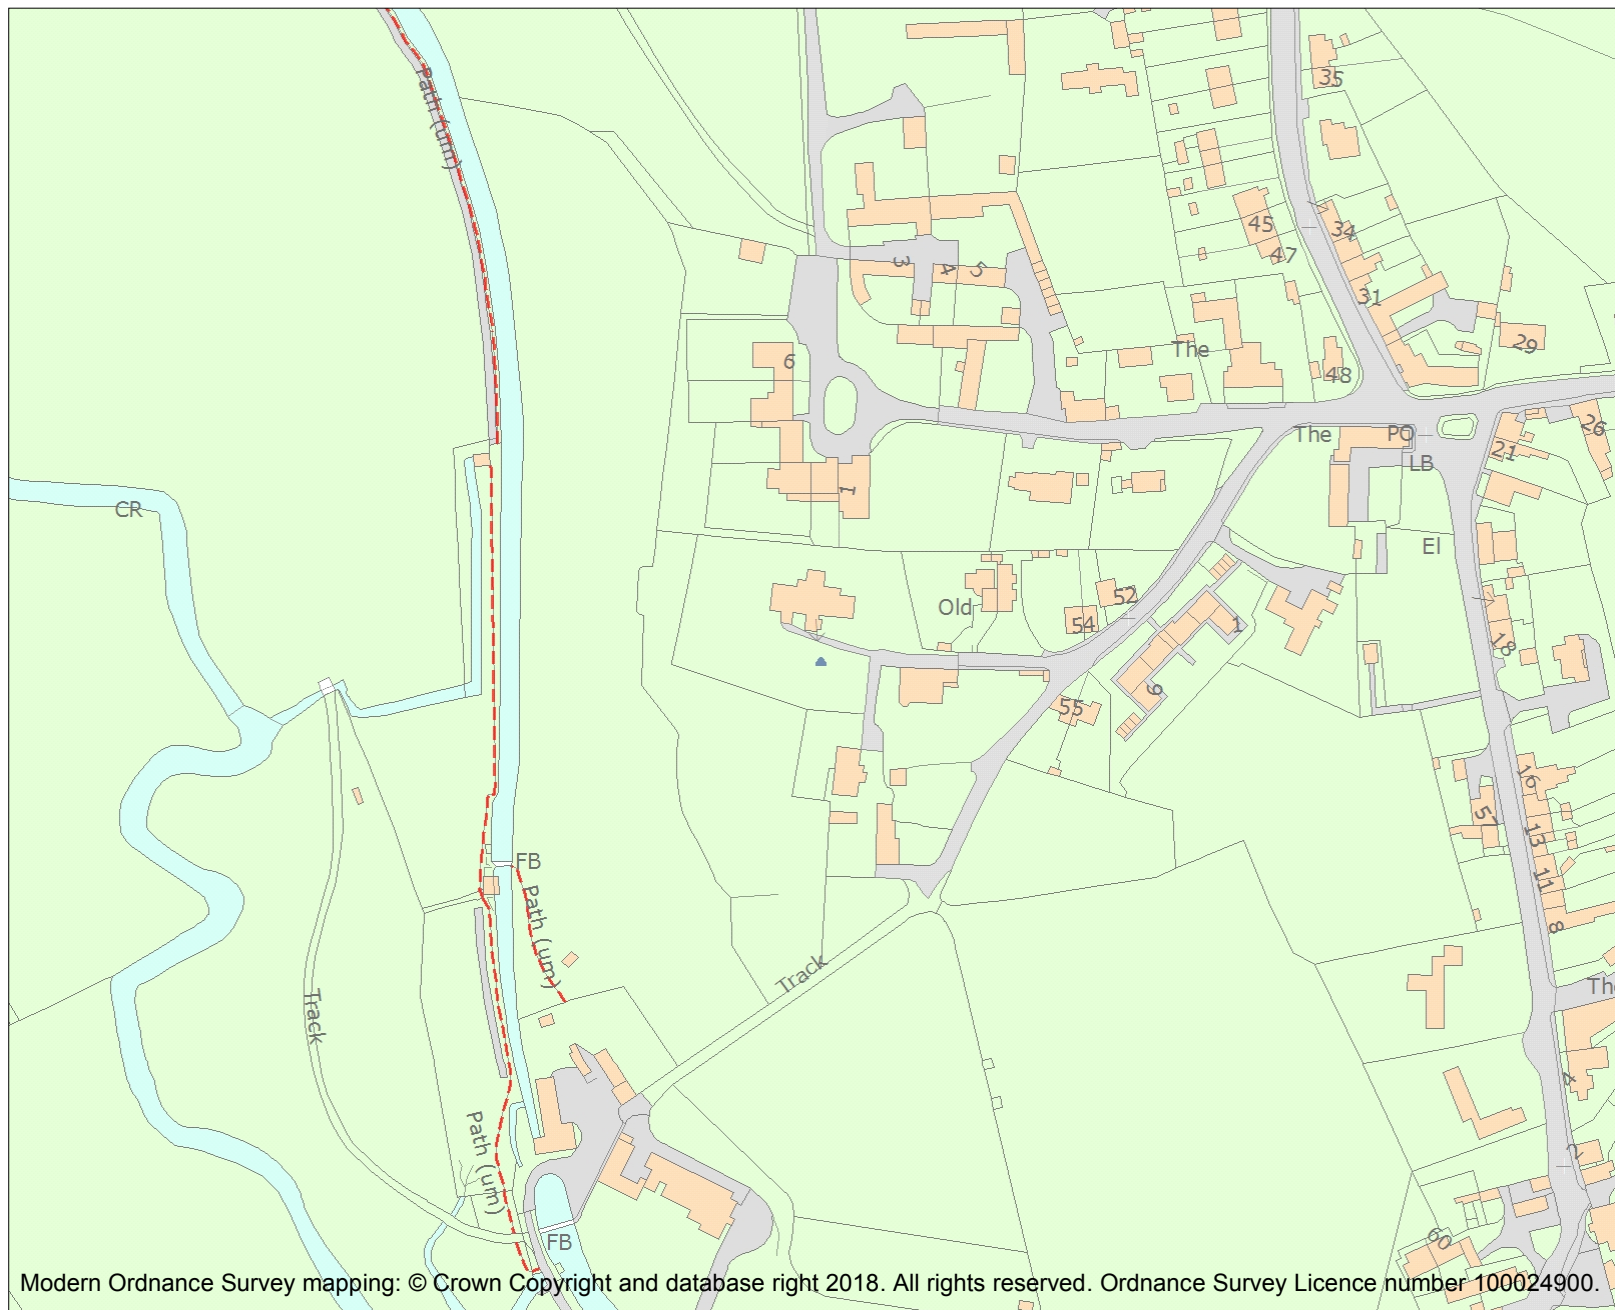 Path (um)
35
45
47
34
31
3
4
5
The
29
6
48
The
PO
LB
21
26
1
CR
El
Old
52
54
1
18
55
9
16
57
13
FB
11
Path (um)
8
Track
Track
Th
4
Path (um)
2
FB
60
Modern Ordnance Survey mapping: © Crown Copyright and database right 2018. All rights reserved. Ordnance Survey Licence number 100024900.